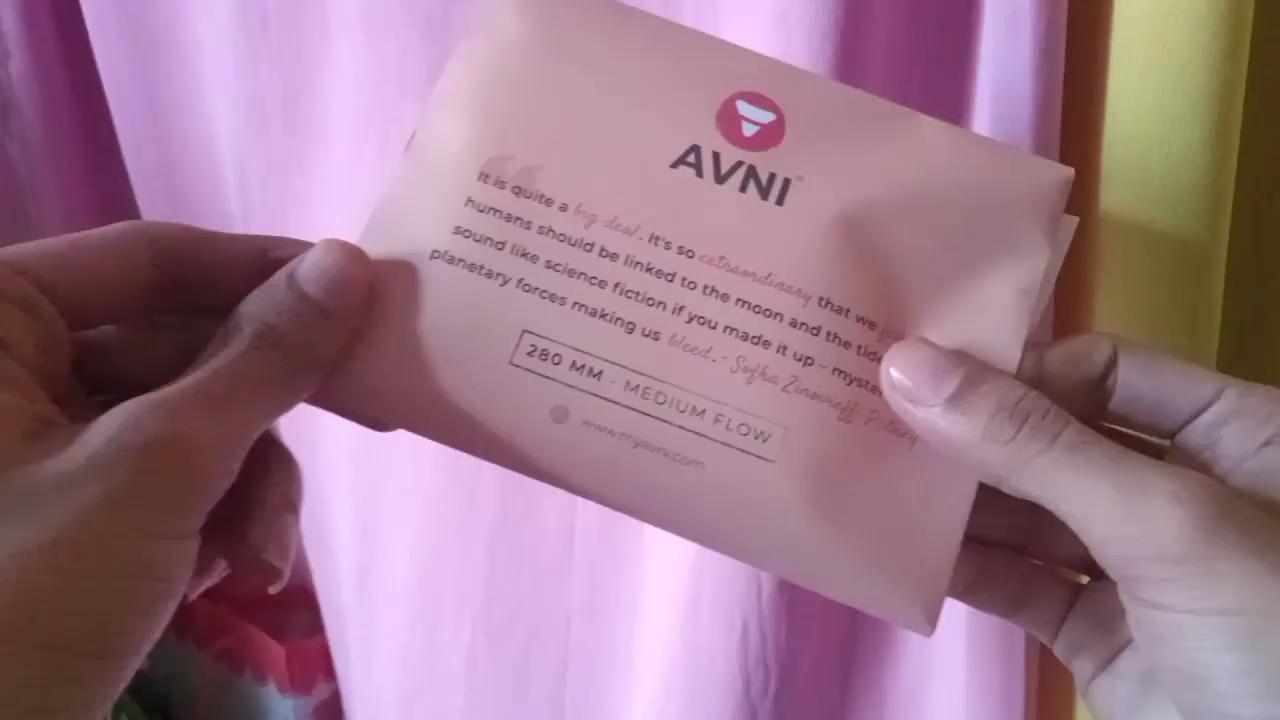 AVNI
It is quite a big deal. It's so extraordinary that we
humans should be linked to the moon and the
sound like science fiction if you made it up -
planetary forces making us bleed. - Sofka Zinovieff,
280 MM - MEDIUM FLOW
www.myavni.com